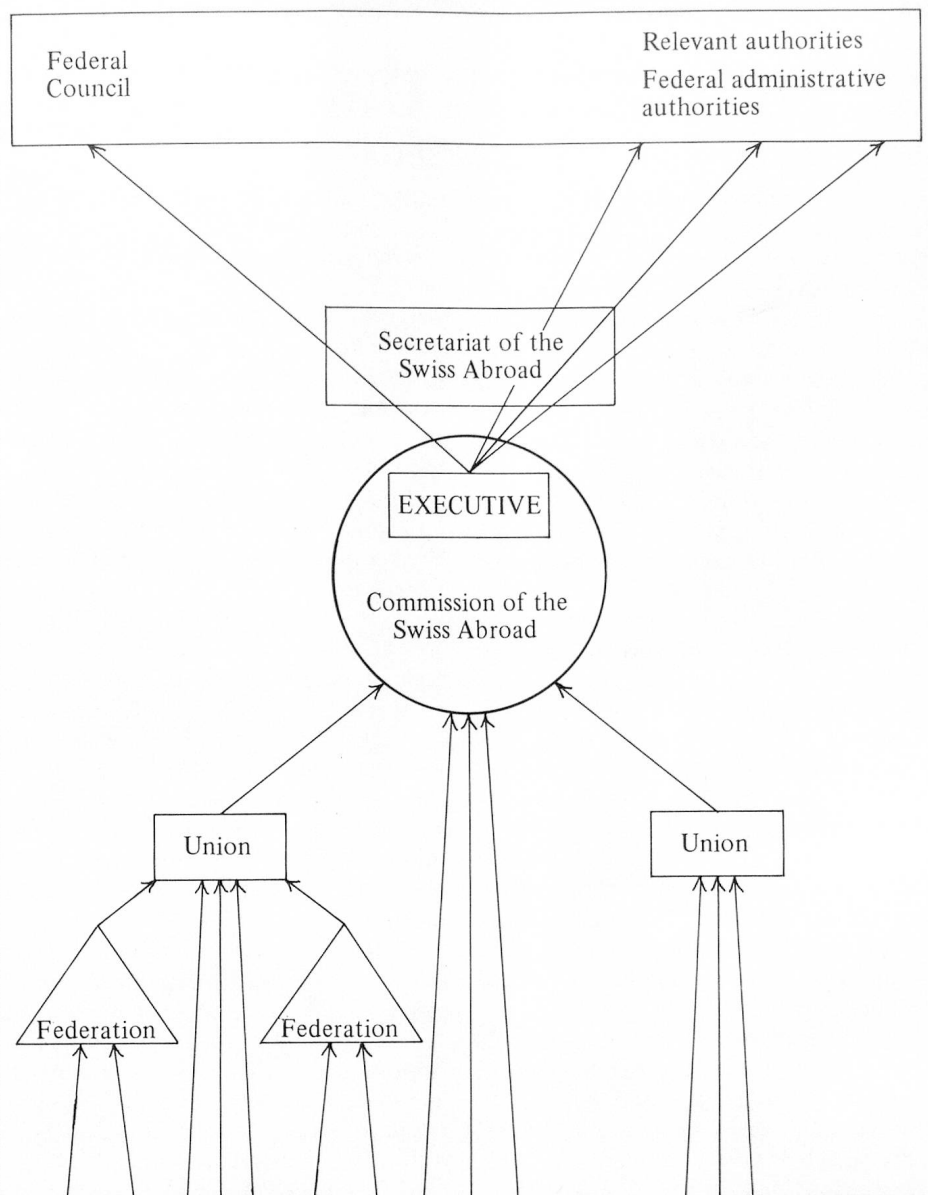 Federal
Council
Relevant authorities
Federal administrative
authorities
Secretariat of the
Swiss Abroad
EXECUTIVE
Commission of the
Swiss Abroad
Union
Union
Federation
Federation